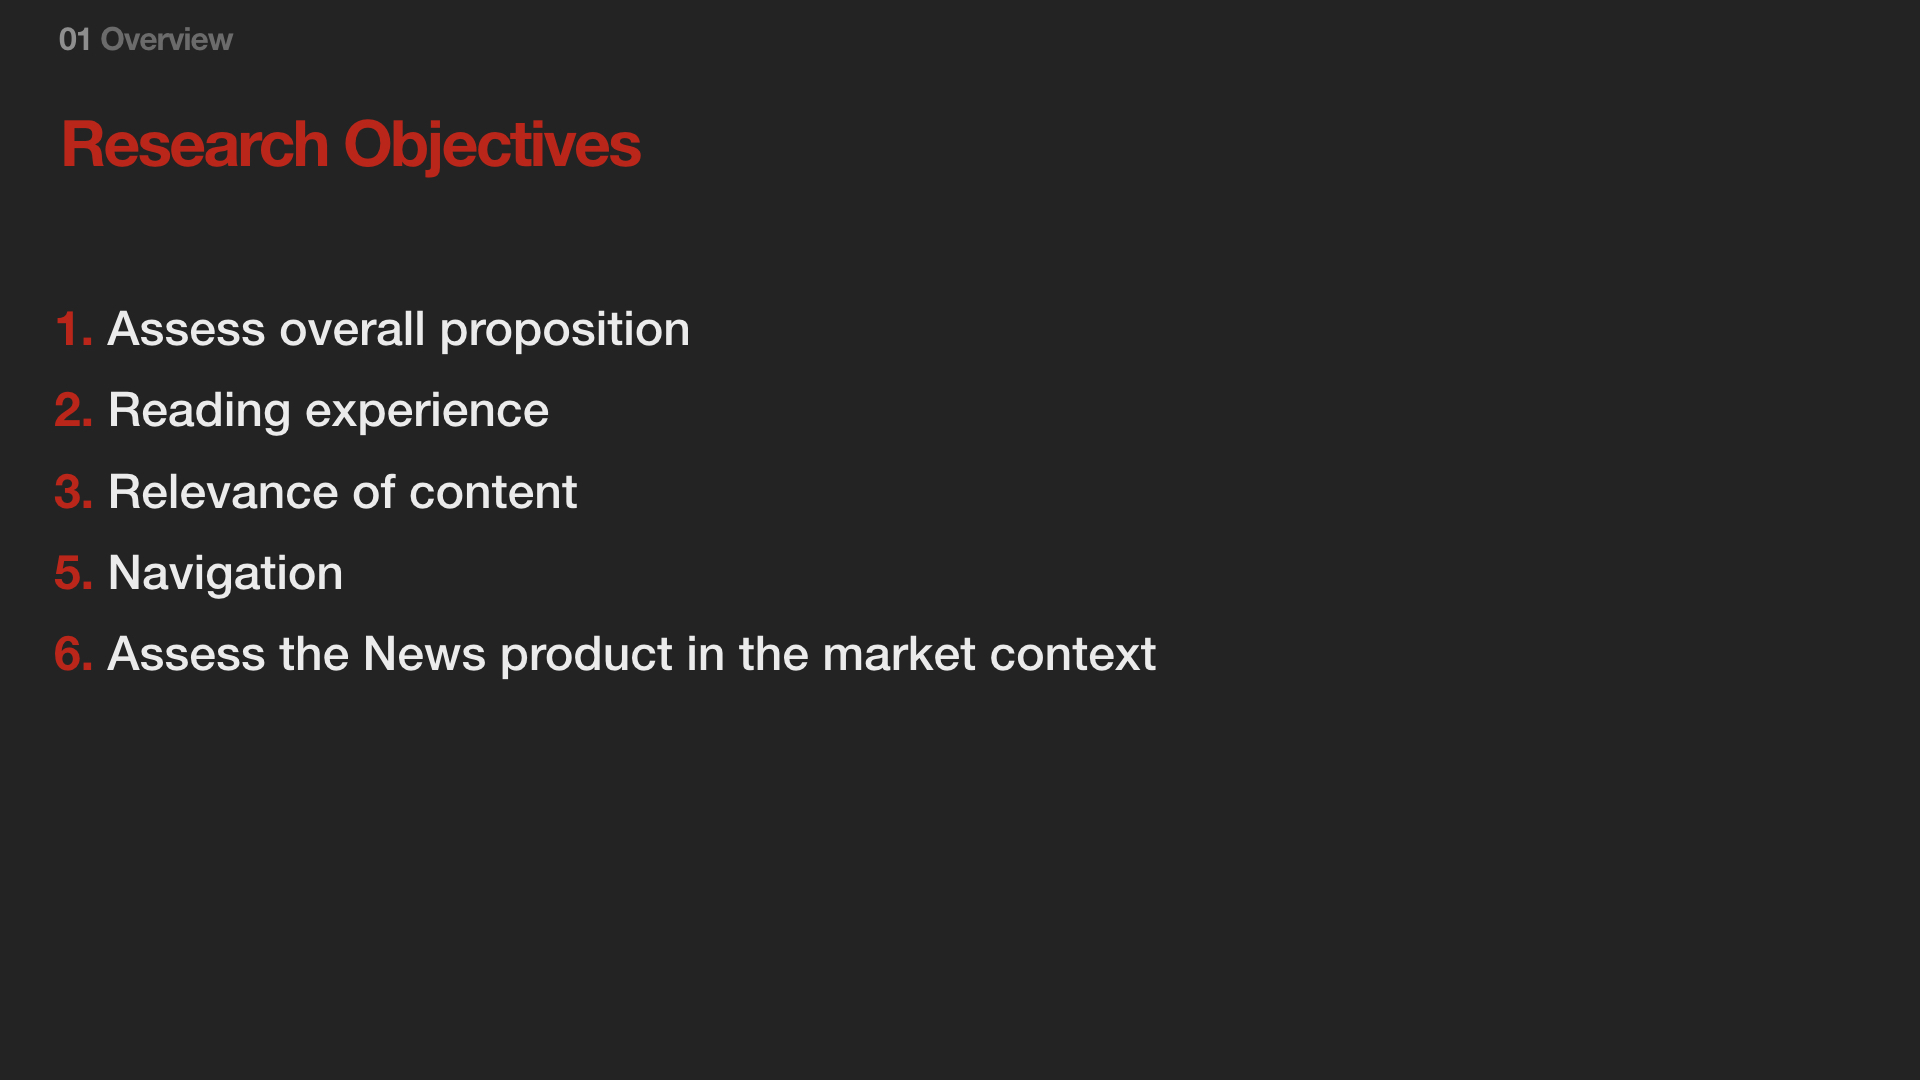 01 Overview
Research Objectives
1. Assess overall proposition
2. Reading experience
3. Relevance of content
5. Navigation
6. Assess the News product in the market context